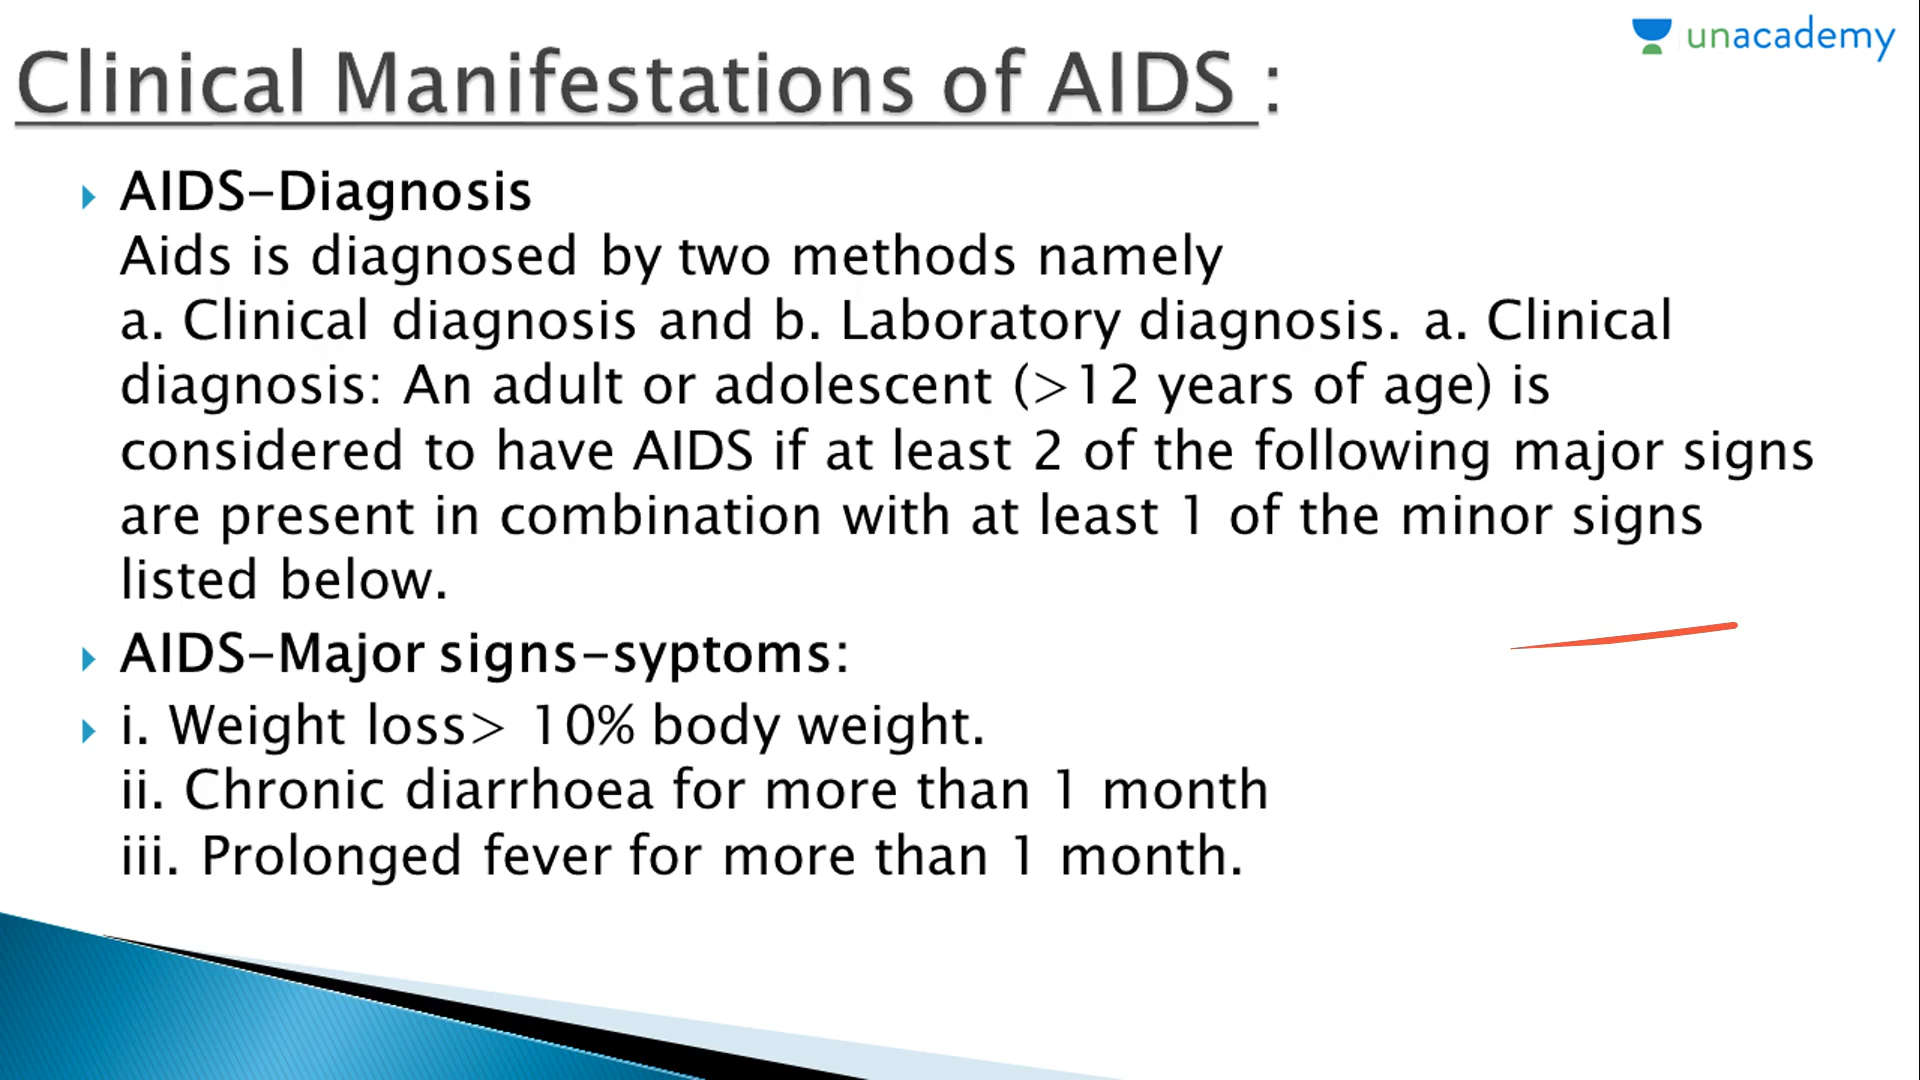 unacademy
Clinical Manifestations of AIDS :
AIDS-Diagnosis
Aids is diagnosed by two methods namely
a. Clinical diagnosis and b. Laboratory diagnosis. a. Clinical
diagnosis: An adult or adolescent (>12 years of age) is
considered to have AIDS if at least 2 of the following major signs
are present in combination with at least 1 of the minor signs
listed below.
AIDS-Major signs-syptoms:
i. Weight loss> 10% body weight.
ii. Chronic diarrhoea for more than 1 month
iii. Prolonged fever for more than 1 month.